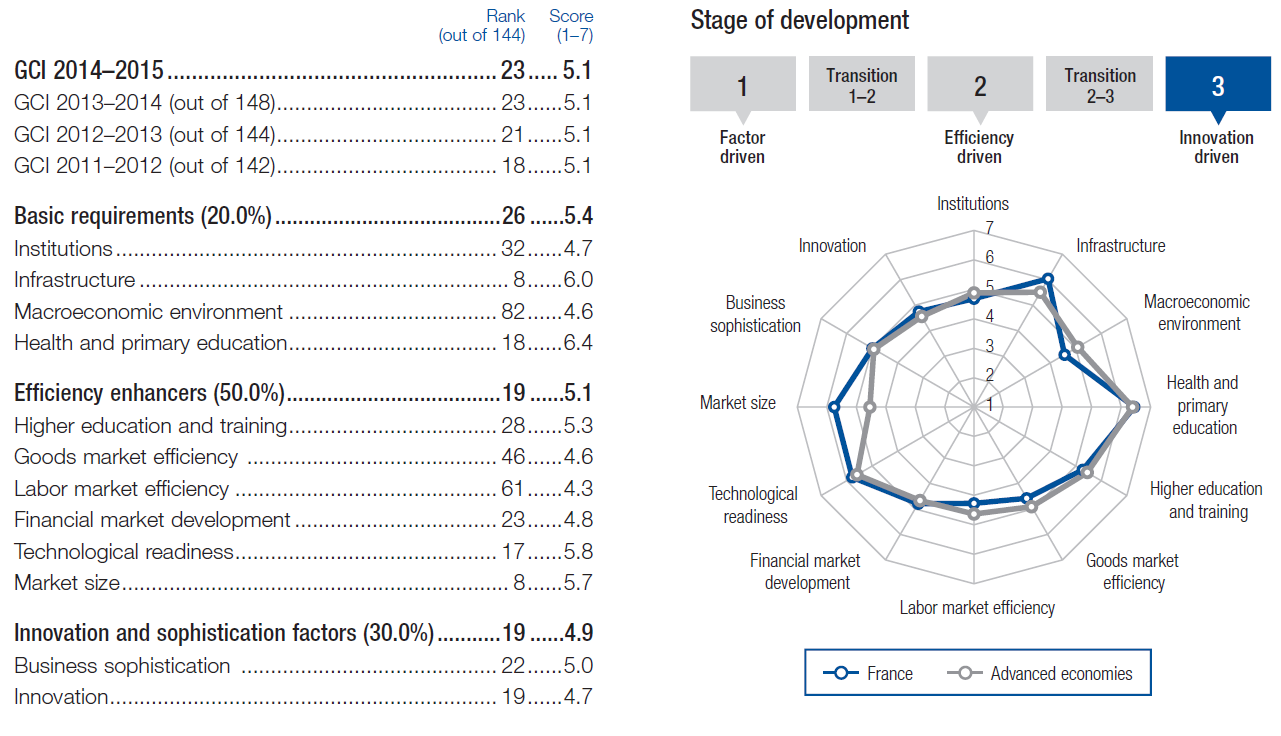 Rank Score
(out of 144) (1–7)
GCI 2014–2015 ............................................................ 23 ..... 5.1
GCI 2013–2014 (out of 148)..................................... 23......5.1
GCI 2012–2013 (out of 144)..................................... 21......5.1
GCI 2011–2012 (out of 142)..................................... 18......5.1
Basic requirements (20.0%) ......................................26 ......5.4
Institutions ................................................................ 32......4.7
Infrastructure ............................................................. 8......6.0
Macroeconomic environment ................................... 82......4.6
Health and primary education................................... 18......6.4
Efficiency enhancers (50.0%).....................................19 ......5.1
Higher education and training................................... 28......5.3
Goods market efficiency .......................................... 46......4.6
Labor market efficiency ............................................ 61......4.3
Financial market development .................................. 23......4.8
Technological readiness............................................ 17......5.8
Market size................................................................. 8......5.7
Innovation and sophistication factors (30.0%)...........19 ......4.9
Business sophistication ........................................... 22......5.0
Innovation................................................................. 19......4.7
Stage of development
1
Transition
1–2
2
Transition
2–3
3
Factor
driven
Efficiency
driven
Innovation
driven
Institutions
Infrastructure
Macroeconomic
environment
Health and
primary
education
Higher education
and training
Goods market
efficiency
Labor market efficiency
Financial market
development
Technological
readiness
Market size
Business
sophistication
Innovation
7
6
5
4
3
2
1
France
Advanced economies